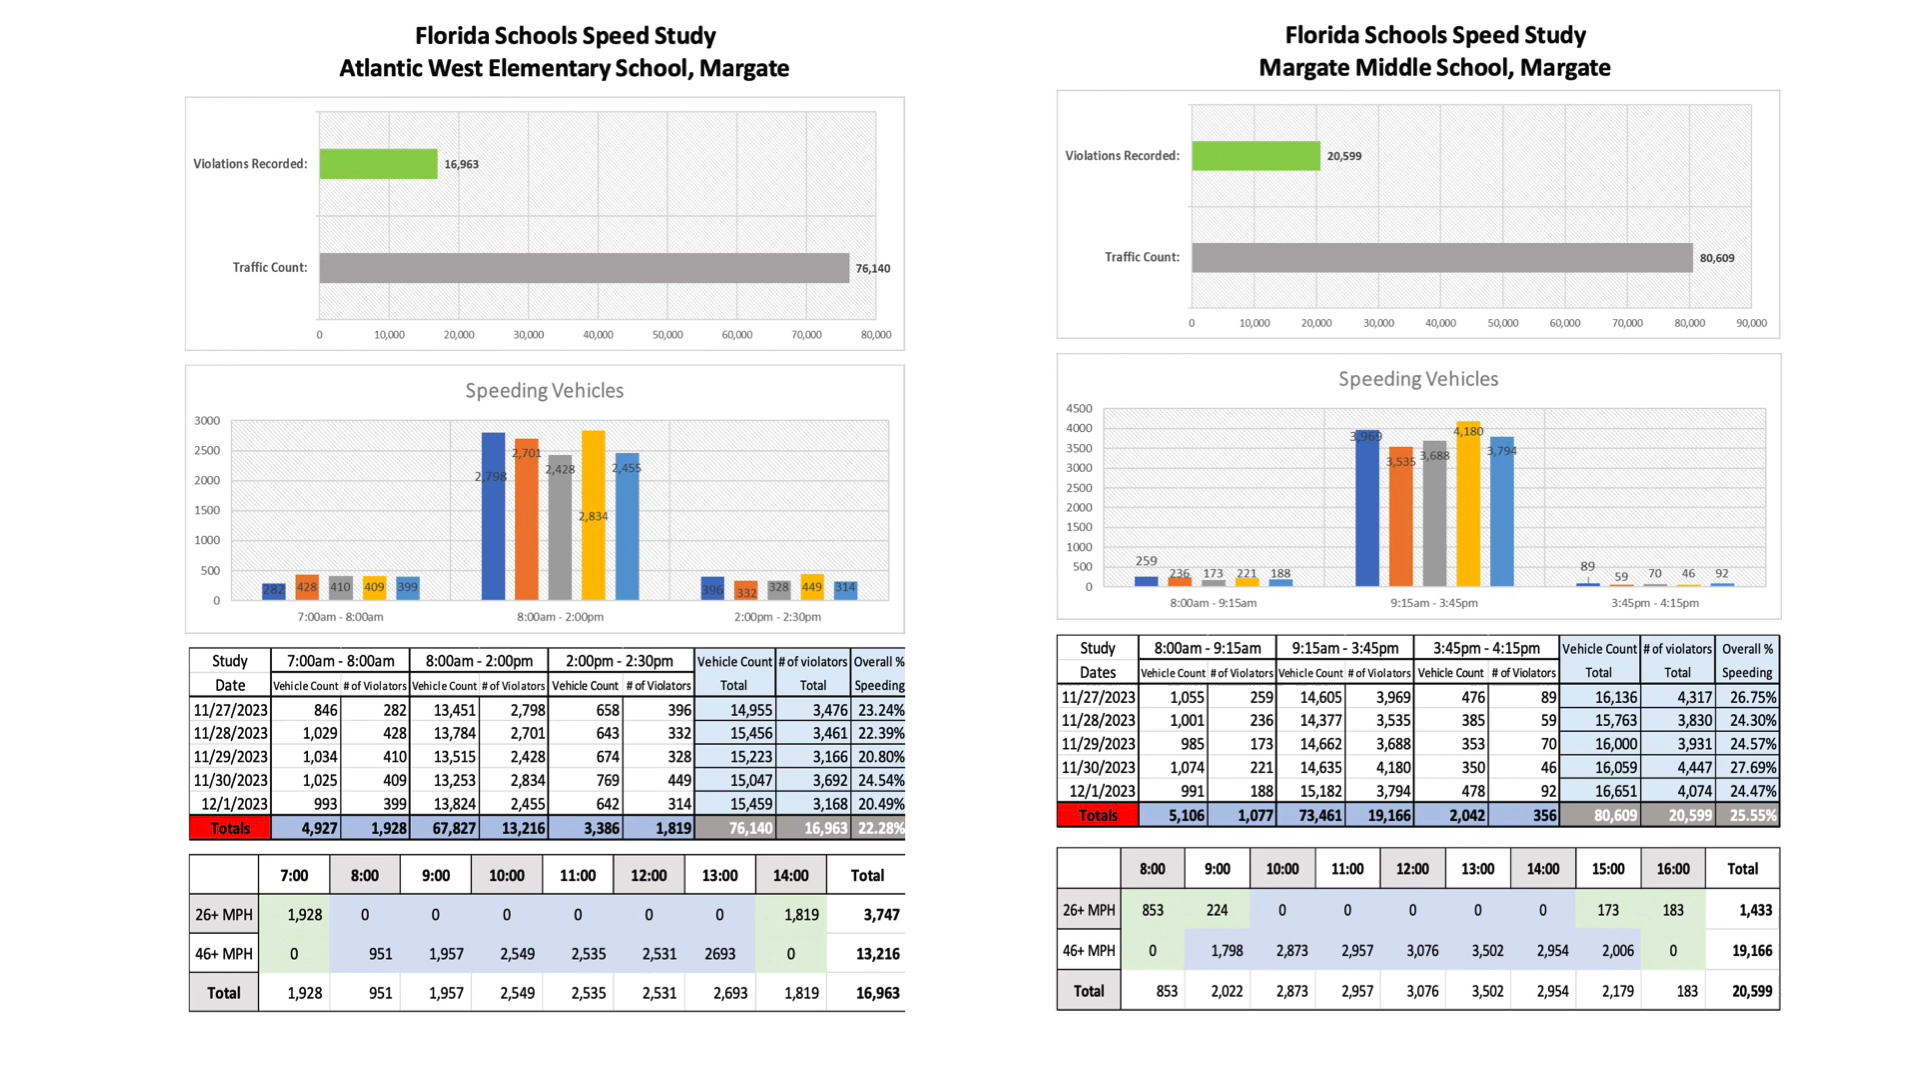 Florida Schools Speed Study
Atlantic West Elementary School, Margate
Violations Recorded:
16,963
Traffic Count:
76,140
0 10,000 20,000 30,000 40,000 50,000 60,000 70,000 80,000
Speeding Vehicles
3000
2500
2000
1500
1000
500
0
282 428 410 409 399
2,798 2,701 2,428 2,834 2,455
396 332 328 449 314
7:00am - 8:00am 8:00am - 2:00pm 2:00pm - 2:30pm
Study 7:00am - 8:00am 8:00am - 2:00pm 2:00pm - 2:30pm Vehicle Count # of violators Overall %
Date Vehicle Count # of Violators Vehicle Count # of Violators Vehicle Count # of Violators Total Total Speeding
11/27/2023 846 282 13,451 2,798 658 396 14,955 3,476 23.24%
11/28/2023 1,029 428 13,784 2,701 643 332 15,456 3,461 22.39%
11/29/2023 1,034 410 13,515 2,428 674 328 15,223 3,166 20.80%
11/30/2023 1,025 409 13,253 2,834 769 449 15,047 3,692 24.54%
12/1/2023 993 399 13,824 2,455 642 314 15,459 3,168 20.49%
Totals 4,927 1,928 67,827 13,216 3,386 1,819 76,140 16,963 22.28%
7:00 8:00 9:00 10:00 11:00 12:00 13:00 14:00 Total
26+ MPH 1,928 0 0 0 0 0 0 1,819 3,747
46+ MPH 0 951 1,957 2,549 2,535 2,531 2693 0 13,216
Total 1,928 951 1,957 2,549 2,535 2,531 2,693 1,819 16,963
Florida Schools Speed Study
Margate Middle School, Margate
Violations Recorded:
20,599
Traffic Count:
80,609
0 10,000 20,000 30,000 40,000 50,000 60,000 70,000 80,000 90,000
Speeding Vehicles
4500
4000
3500
3000
2500
2000
1500
1000
500
0
259 236 173 221 188
3,969 3,535 3,688 4,180 3,794
89 59 70 46 92
8:00am - 9:15am 9:15am - 3:45pm 3:45pm - 4:15pm
Study 8:00am - 9:15am 9:15am - 3:45pm 3:45pm - 4:15pm Vehicle Count # of violators Overall %
Dates Vehicle Count # of Violators Vehicle Count # of Violators Vehicle Count # of Violators Total Total Speeding
11/27/2023 1,055 259 14,605 3,969 476 89 16,136 4,317 26.75%
11/28/2023 1,001 236 14,377 3,535 385 59 15,763 3,830 24.30%
11/29/2023 985 173 14,662 3,688 353 70 16,000 3,931 24.57%
11/30/2023 1,074 221 14,635 4,180 350 46 16,059 4,447 27.69%
12/1/2023 991 188 15,182 3,794 478 92 16,651 4,074 24.47%
Totals 5,106 1,077 73,461 19,166 2,042 356 80,609 20,599 25.55%
8:00 9:00 10:00 11:00 12:00 13:00 14:00 15:00 16:00 Total
26+ MPH 853 224 0 0 0 0 0 173 183 1,433
46+ MPH 0 1,798 2,873 2,957 3,076 3,502 2,954 2,006 0 19,166
Total 853 2,022 2,873 2,957 3,076 3,502 2,954 2,179 183 20,599